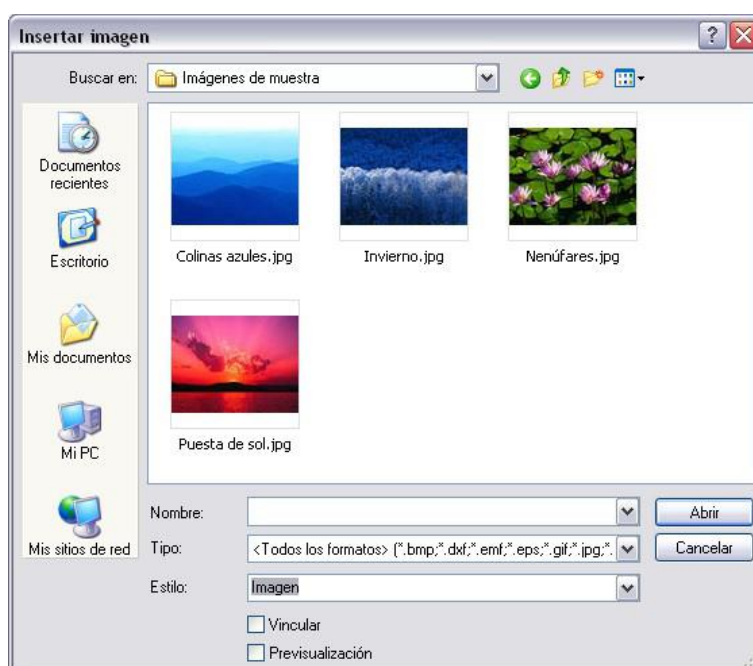 Insertar imagen
Buscar en:
Imágenes de muestra
Documentos
recientes
Escritorio
Mis documentos
Mi PC
Mis sitios de red
Colinas azules.jpg
Invierno.jpg
Nenúfares.jpg
Puesta de sol.jpg
Nombre:
Abrir
Tipo:
<Todos los formatos> (*.bmp;*.dxf;*.emf;*.eps;*.gif;*.jpg;*.
Cancelar
Estilo:
Imagen
Vincular
Previsualización